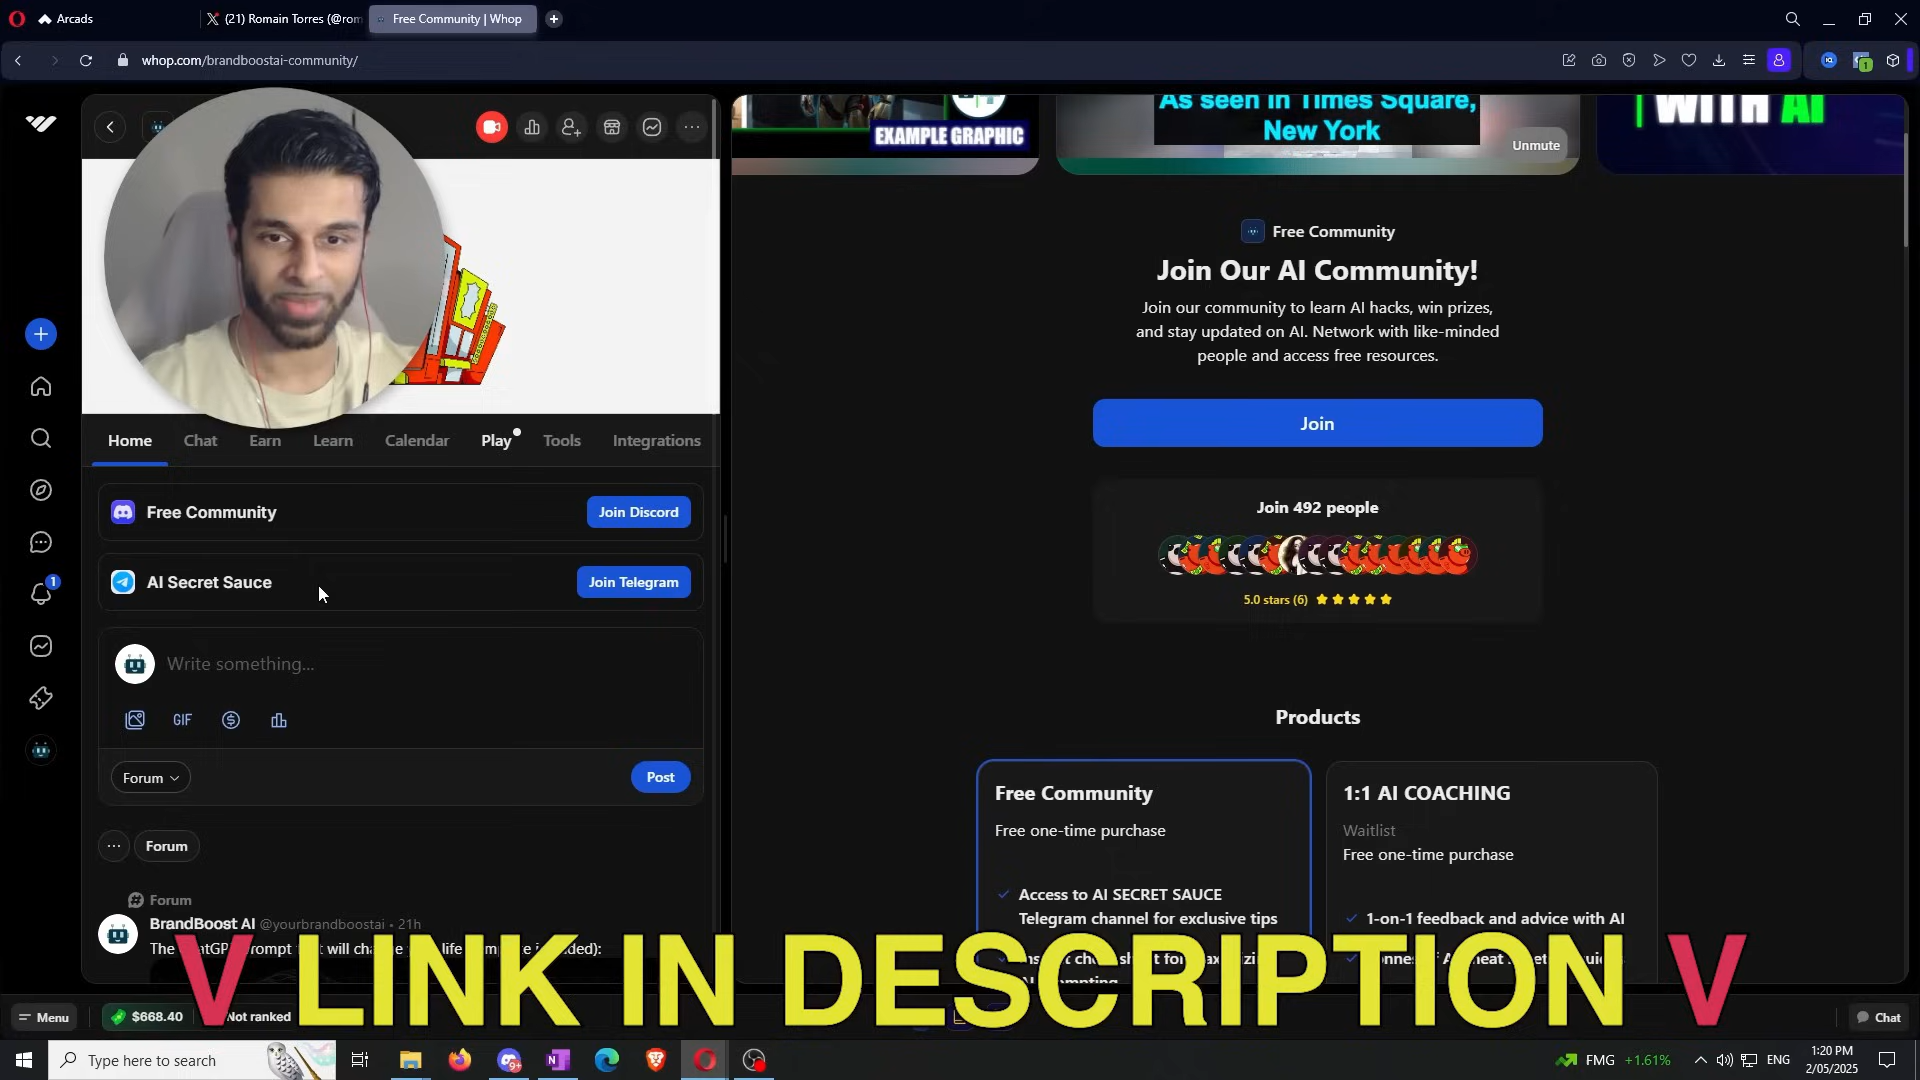 Arcads
(21) Romain Torres (@rom
Free Community | Whop
whop.com/brandboostai-community/
1
EXAMPLE GRAPHIC
As seen in Times Square,
New York
Unmute
WITH AI
Free Community
Join Our AI Community!
Join our community to learn AI hacks, win prizes,
and stay updated on AI. Network with like-minded
people and access free resources.
Join
Join 492 people
5.0 stars (6)
Products
Free Community
Free one-time purchase
Access to AI SECRET SAUCE
Telegram channel for exclusive tips
1:1 AI COACHING
Waitlist
Free one-time purchase
1-on-1 feedback and advice with AI
Home
Chat
Earn
Learn
Calendar
Play
Tools
Integrations
Free Community
Join Discord
AI Secret Sauce
Join Telegram
1
Write something...
GIF
Forum
Post
Forum
Forum
BrandBoost AI @yourbrandboostai • 21h
V LINK IN DESCRIPTION V
Menu
$668.40
Not ranked
Chat
Type here to search
9+
FMG +1.61%
ENG
1:20 PM
2/05/2025